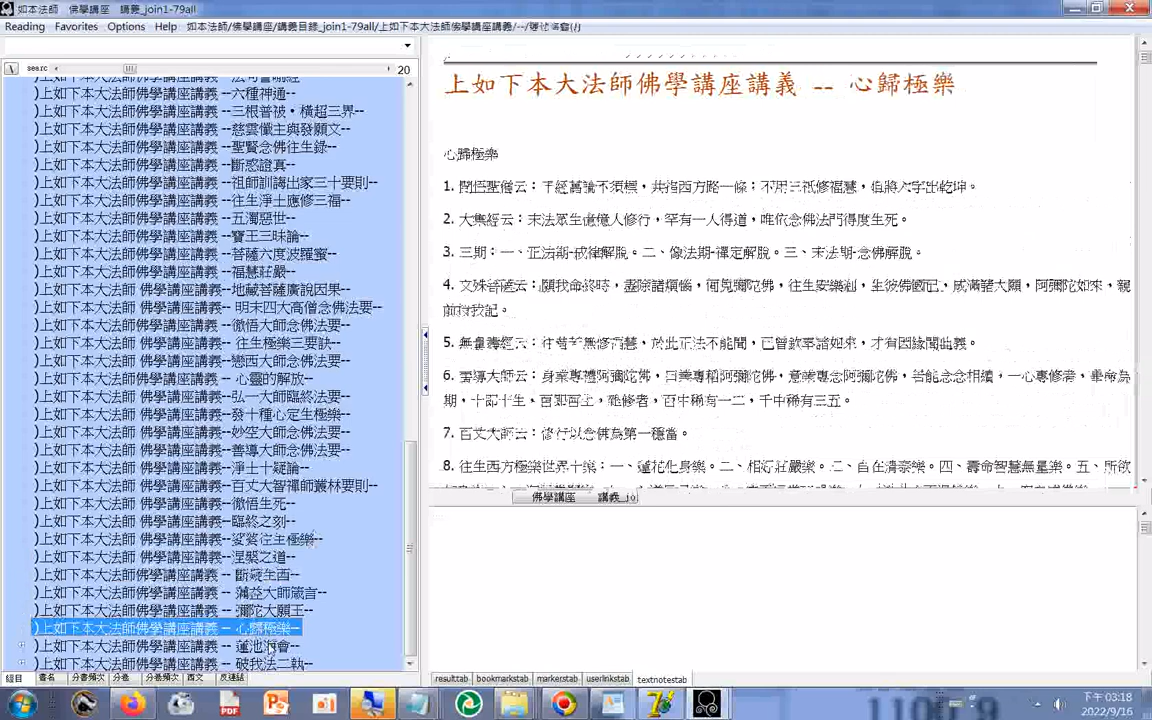 如本法師 佛學講座 講義_join1-79all
Reading Favorites Options Help 如本法師/佛學講座/講義目錄_join1-79all/上如下本大法師佛學講座講義/--/
searc
20
)上如下本大法師佛學講座講義 --六種神通--
)上如下本大法師佛學講座講義 --三根普被‧橫超三界--
)上如下本大法師佛學講座講義 --慈雲懺主與發願文--
)上如下本大法師佛學講座講義 --聖賢念佛往生錄--
)上如下本大法師佛學講座講義 --斷惑證真--
)上如下本大法師佛學講座講義 --祖師訓誨出家三十要則--
)上如下本大法師佛學講座講義 --往生淨土應修三福--
)上如下本大法師佛學講座講義 --五濁惡世--
)上如下本大法師佛學講座講義 --寶王三昧論--
)上如下本大法師佛學講座講義 --菩薩六度波羅蜜--
)上如下本大法師佛學講座講義 --福慧莊嚴--
)上如下本大法師 佛學講座講義--地藏菩薩廣說因果--
)上如下本大法師 佛學講座講義-- 明末四大高僧念佛法要--
)上如下本大法師 佛學講座講義--徹悟大師念佛法要--
)上如下本大法師 佛學講座講義-- 往生極樂三要訣--
)上如下本大法師 佛學講座講義--巒西大師念佛法要--
)上如下本大法師 佛學講座講義-- 心靈的解放--
)上如下本大法師 佛學講座講義--弘一大師臨終法要--
)上如下本大法師 佛學講座講義--發十種心定生極樂--
)上如下本大法師 佛學講座講義--妙空大師念佛法要--
)上如下本大法師 佛學講座講義--善導大師念佛法要--
)上如下本大法師 佛學講座講義--淨土十疑論--
)上如下本大法師 佛學講座講義--百丈大智禪師叢林要則--
)上如下本大法師 佛學講座講義--徹悟生死--
)上如下本大法師 佛學講座講義--臨終之刻--
)上如下本大法師 佛學講座講義--娑婆往生極樂--
)上如下本大法師 佛學講座講義--涅槃之道--
)上如下本大法師佛學講座講義 -- 斷疑生西--
)上如下本大法師佛學講座講義 -- 蕅益大師箴言--
)上如下本大法師佛學講座講義 -- 彌陀大願王--
)上如下本大法師佛學講座講義 -- 心歸極樂--
)上如下本大法師佛學講座講義 -- 蓮池海會--
)上如下本大法師佛學講座講義 -- 破我法二執--
經目 書名 分書頻次 分卷 分卷頻次 西文 反連結
上如下本大法師佛學講座講義 -- 心歸極樂
心歸極樂
2. 大集經云：末法眾生億億人修行，罕有一人得道，唯依念佛法門得度生死。
3. 三期：一、正法期-戒律解脫。二、像法期-禪定解脫。三、末法期-念佛解脫。
4. 文殊菩薩云：願我命終時，盡除諸煩惱，面見彌陀佛，往生安樂剎，生彼佛國已，成滿諸大願，阿彌陀如來，親
前授我記。
5. 無量壽經云：往昔若無修福慧，於此正法不能聞，已曾欽奉諸如來，才有因緣聞此義。
6. 善導大師云：身業專禮阿彌陀佛，口業專稱阿彌陀佛，意業專念阿彌陀佛，若能念念相續，一心專修者，畢命為
期，十即十生，百即百生，雜修者，百中稀有一二，千中稀有三五。
7. 百丈大師云：修行以念佛為第一穩當。
8. 往生西方極樂世界十樂：一、蓮花化身樂。二、相好莊嚴樂。三、自在清泰樂。四、壽命智慧無量樂。五、所欲
佛學講座 講義_jo
resulttab bookmarkstab markerstab userlinkstab textnotestab
下午 03:18
2022/9/16